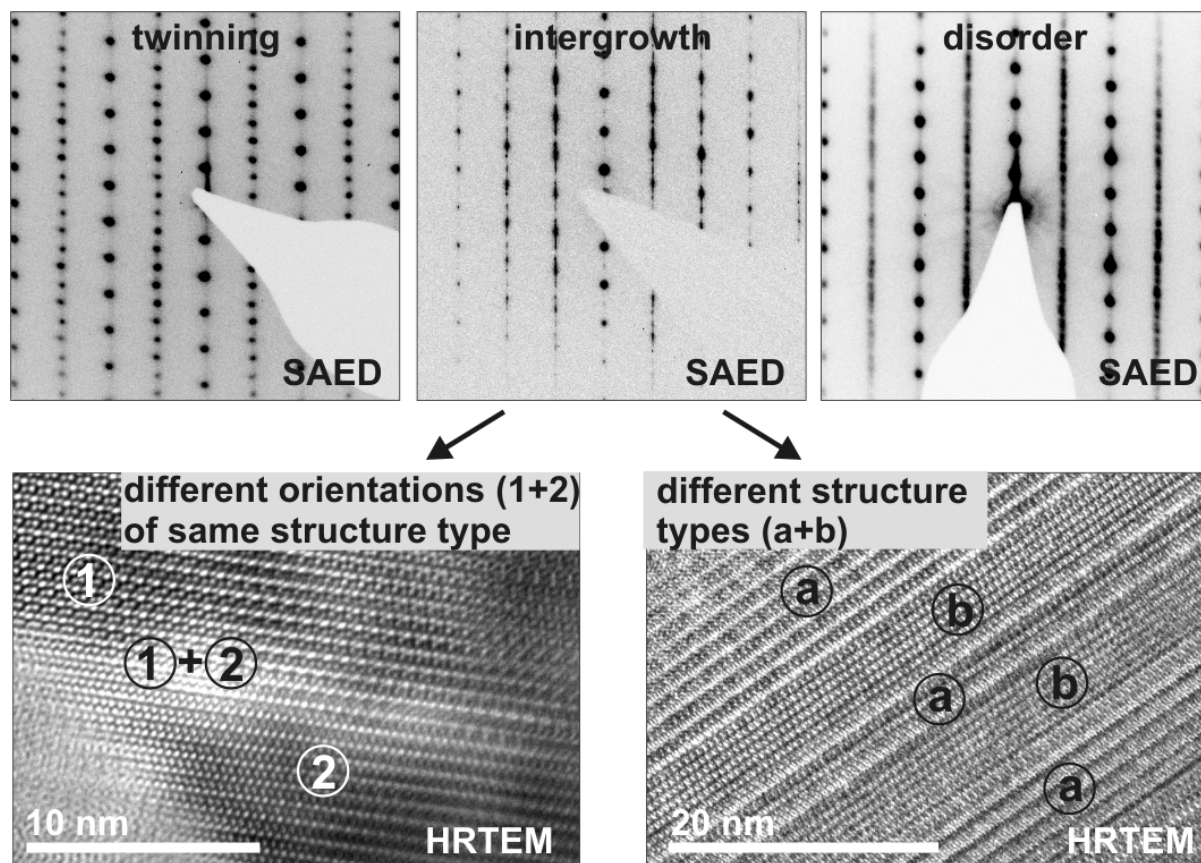 twinning
SAED
intergrowth
SAED
disorder
SAED
different orientations (1+2)
of same structure type
1
1+2
2
10 nm
HRTEM
different structure
types (a+b)
a
b
a
b
a
20 nm
HRTEM